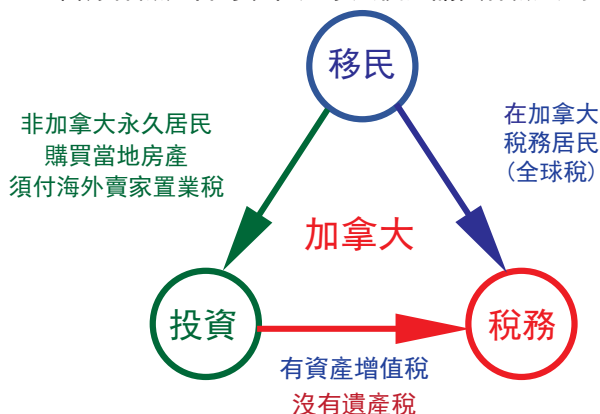 移民
非加拿大永久居民
購買當地房產
須付海外賣家置業稅
在加拿大
稅務居民
(全球稅)
加拿大
投資
稅務
有資產增值稅
沒有遺產稅